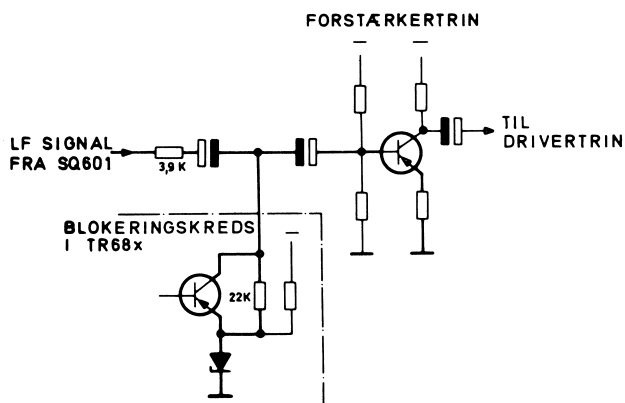 FORSTÆRKERTRIN
LF SIGNAL
FRA SQ601
3,9 K
TIL
DRIVERTRIN
BLOKERINGSKREDS
I TR68x
22K